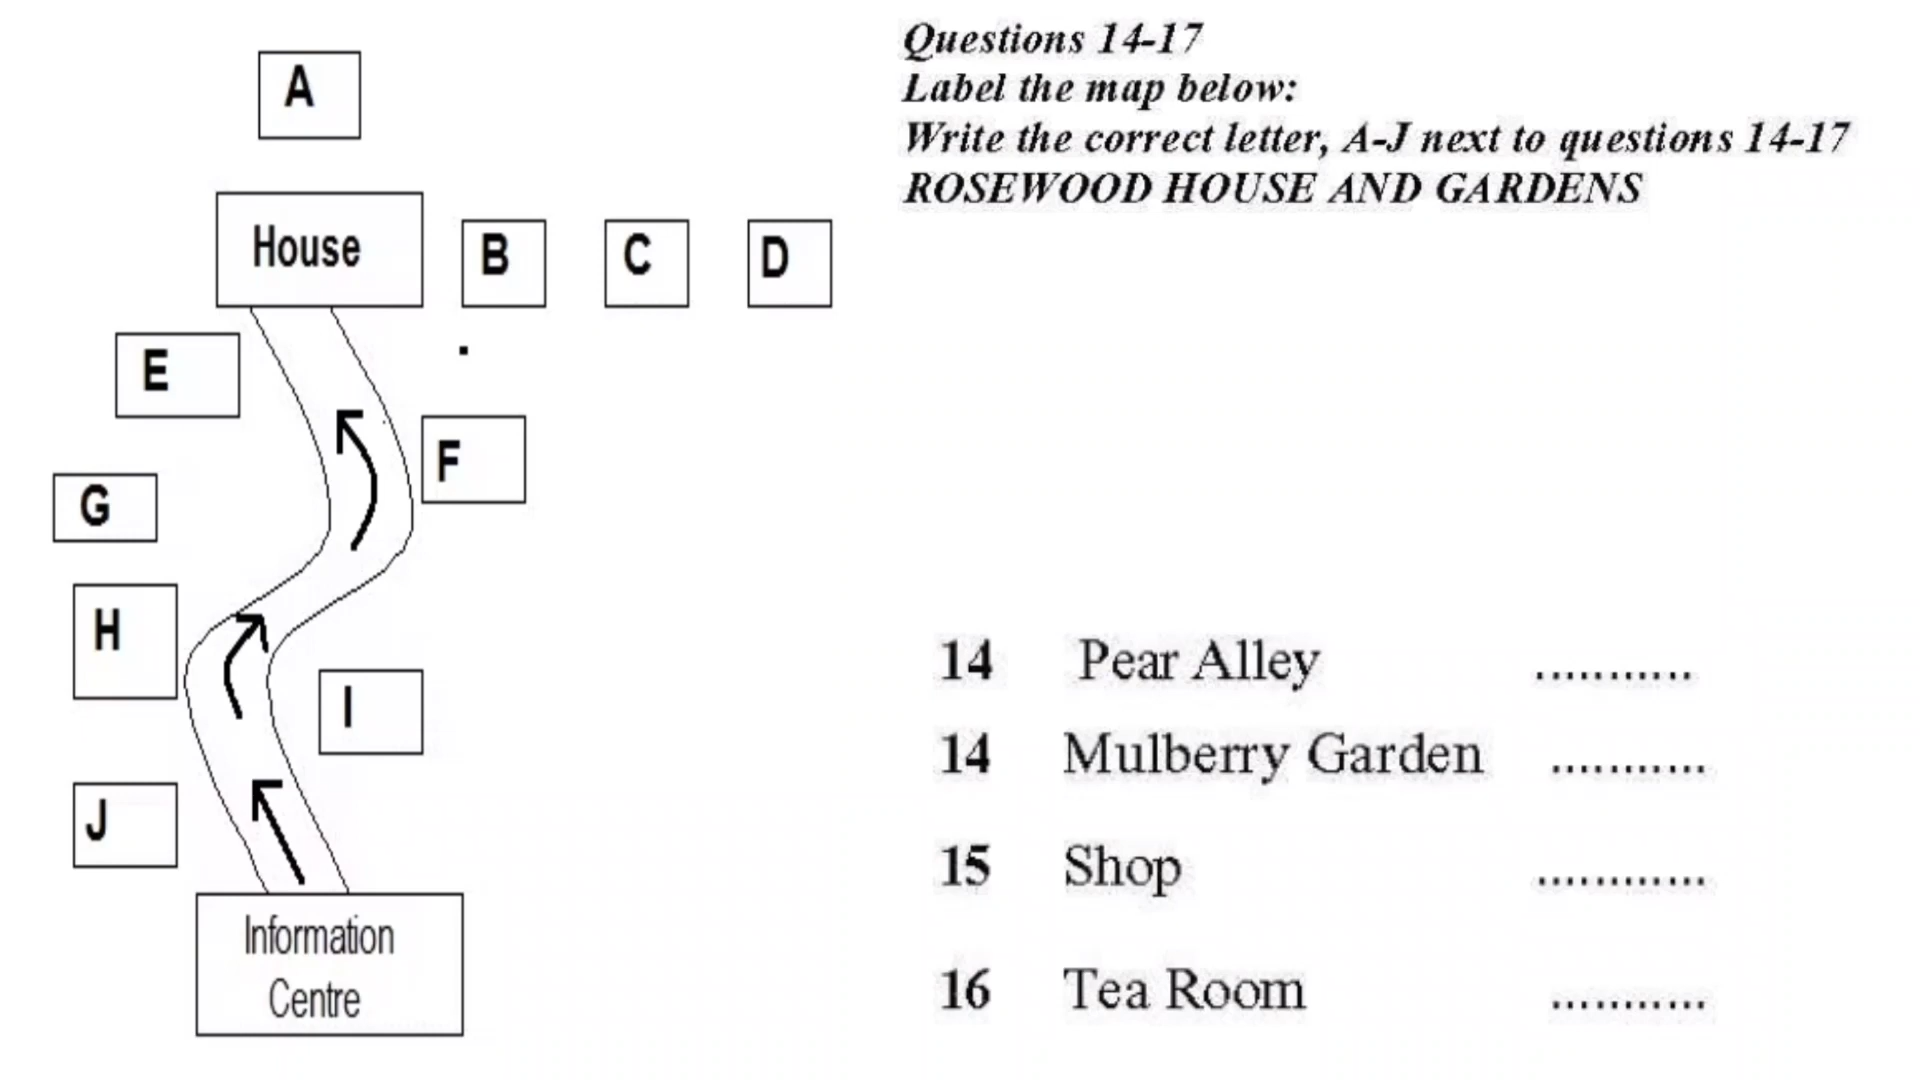 A
House
B
C
D
E
F
G
H
I
J
Information
Centre
Questions 14-17
Label the map below:
Write the correct letter, A-J next to questions 14-17
ROSEWOOD HOUSE AND GARDENS
14 Pear Alley ...........
14 Mulberry Garden ...........
15 Shop ............
16 Tea Room ...........